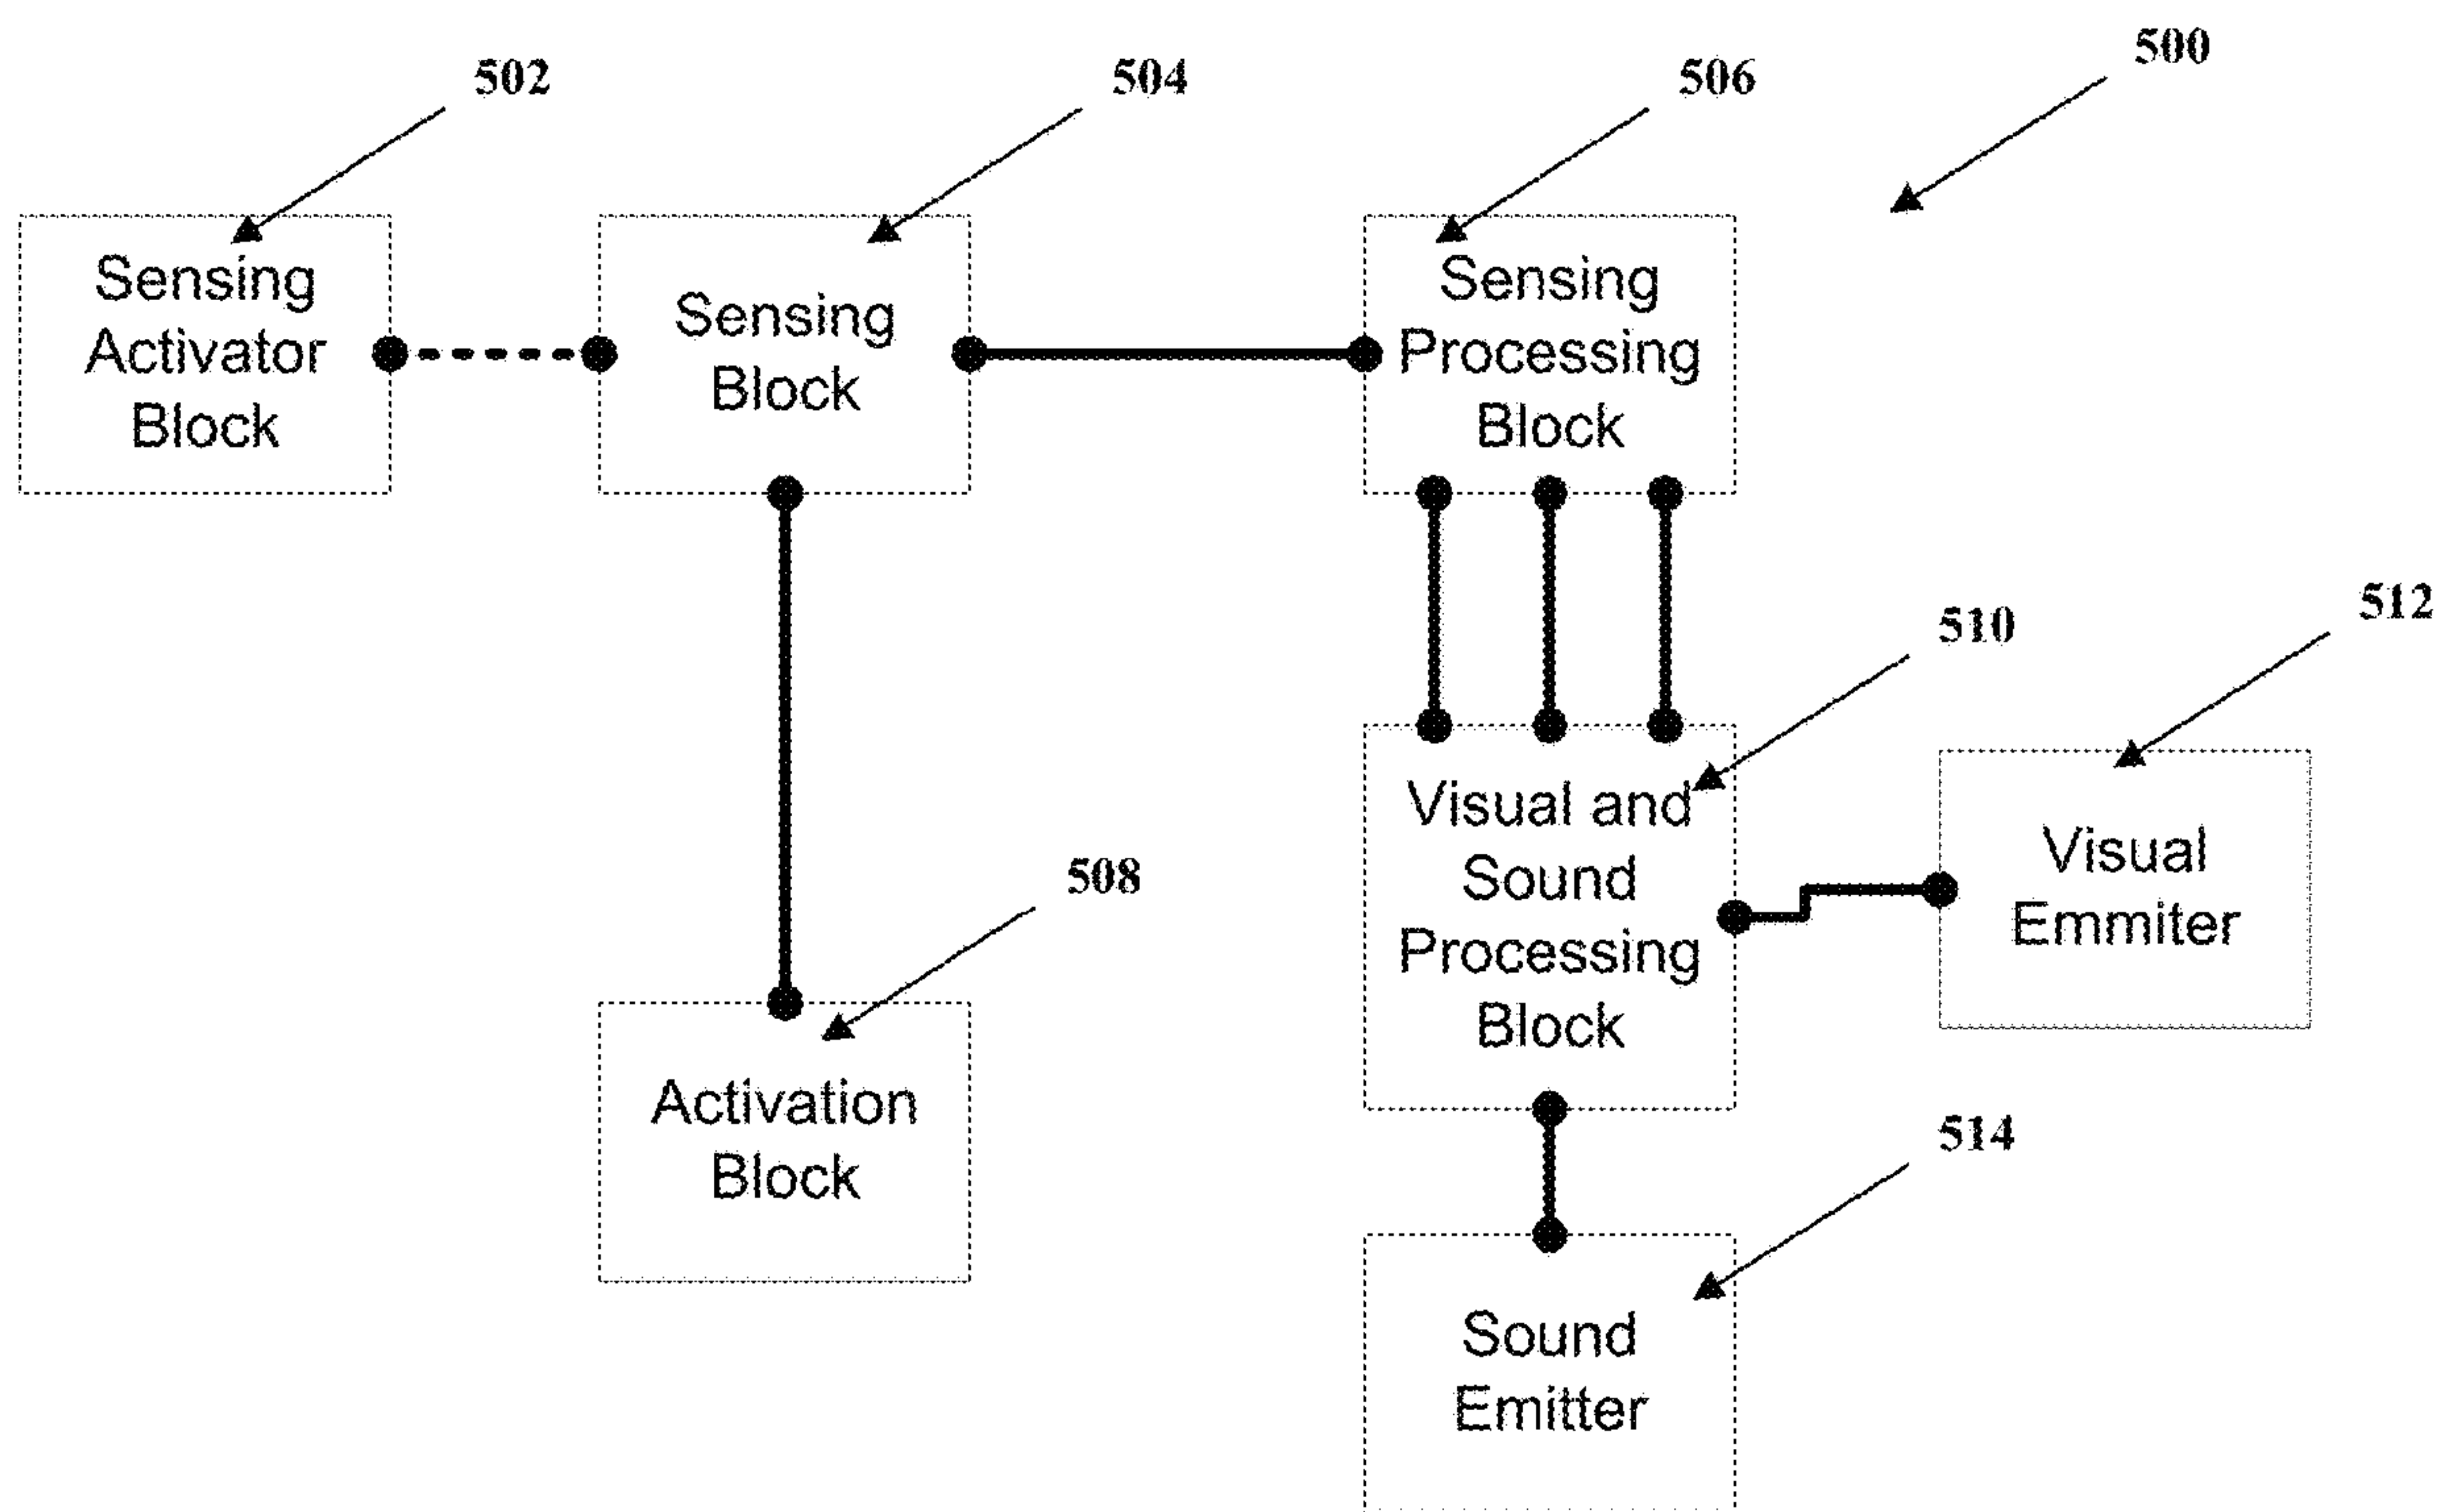 500
502
504
506
Sensing
Activator
Block
Sensing
Block
Sensing
Processing
Block
512
510
Visual and
Sound
Processing
Block
Visual
Emmiter
508
Activation
Block
514
Sound
Emitter